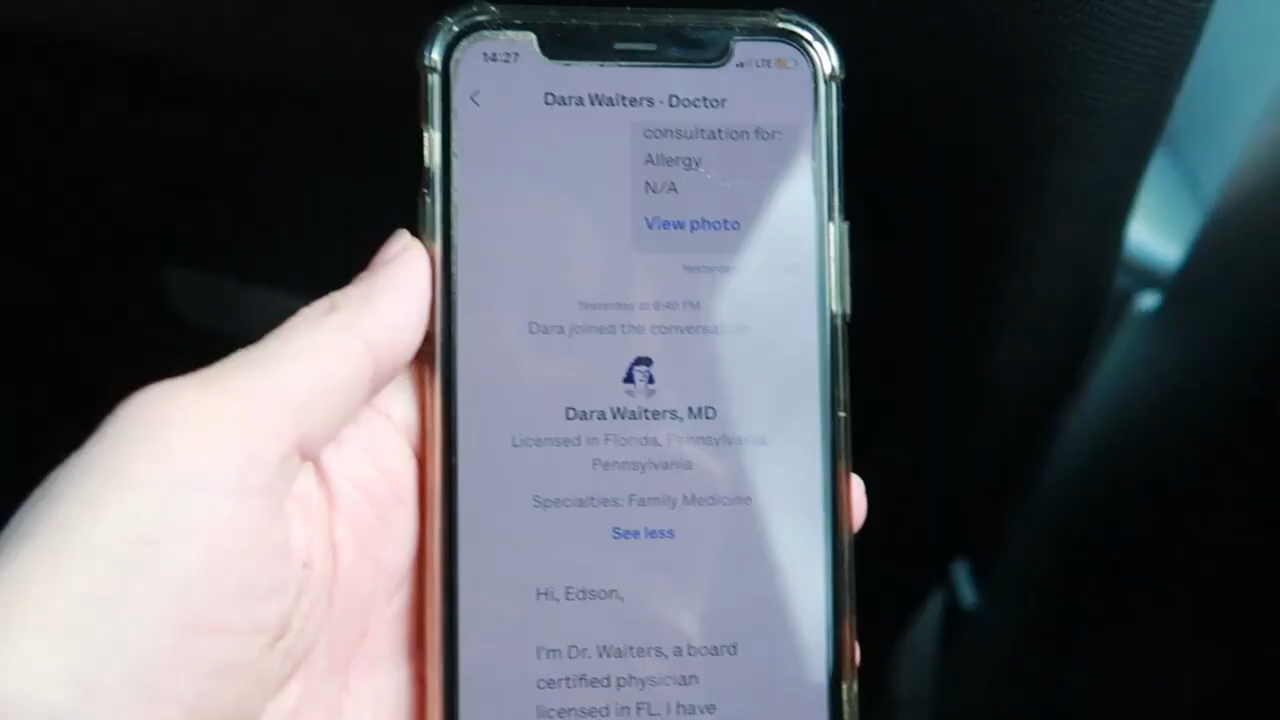 14:27
LTE
Dara Waiters · Doctor
consultation for:
Allergy
N/A
View photo
Yesterday
Yesterday at 8:40 PM
Dara joined the conversation
Dara Waiters, MD
Licensed in Florida, Pennsylvania
Pennsylvania
Specialties: Family Medicine
See less
Hi, Edson,
I'm Dr. Waiters, a board
certified physician
licensed in FL. I have